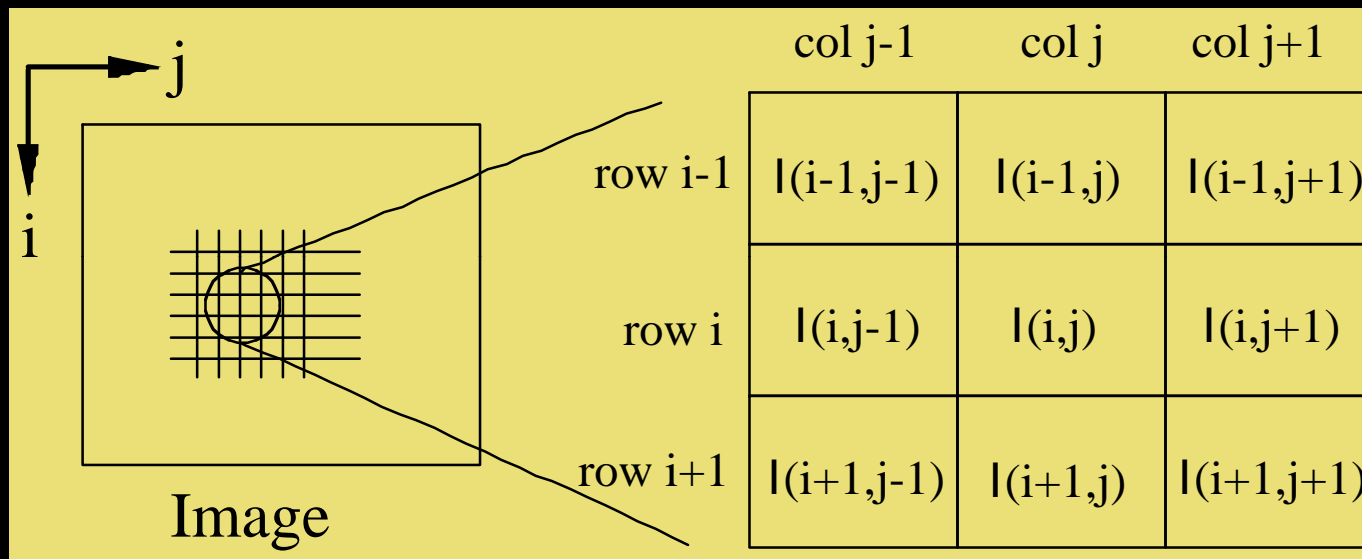 j
i
Image
col j-1 col j col j+1
row i-1 I(i-1,j-1) I(i-1,j) I(i-1,j+1)
row i I(i,j-1) I(i,j) I(i,j+1)
row i+1 I(i+1,j-1) I(i+1,j) I(i+1,j+1)